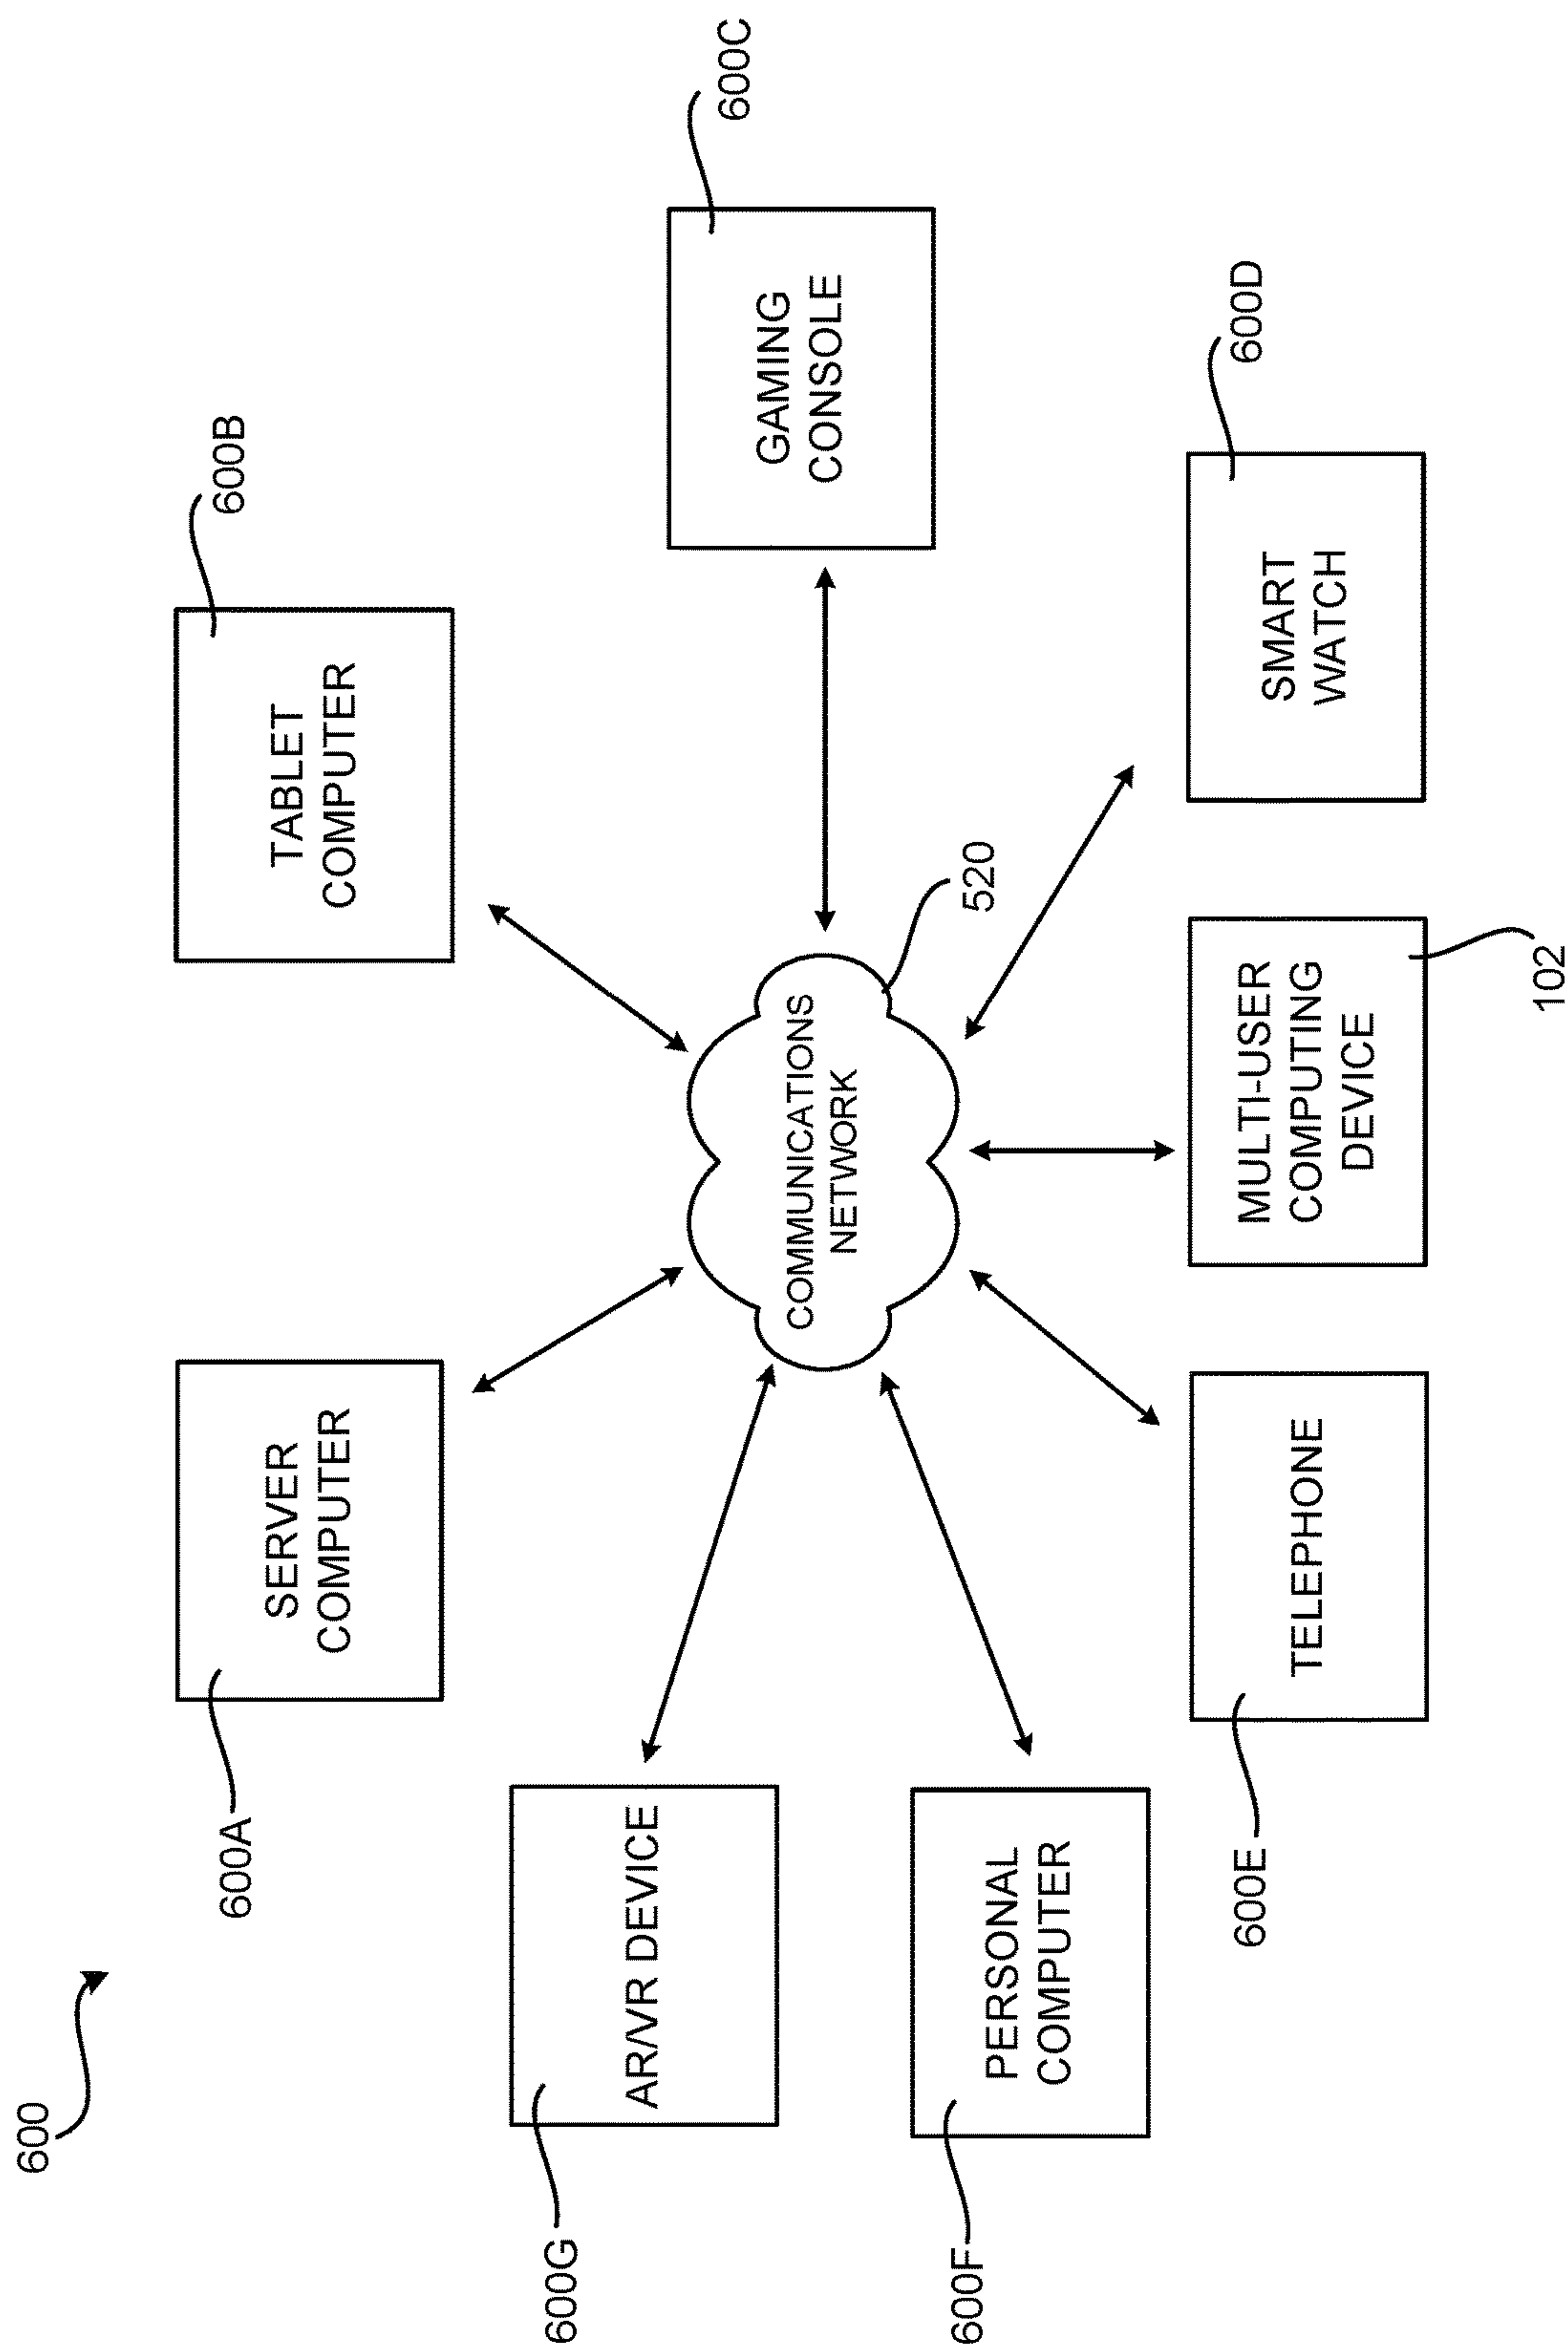 600
600A
SERVER
COMPUTER
TABLET
COMPUTER
600B
600G
AR/VR DEVICE
COMMUNICATIONS
NETWORK
520
GAMING
CONSOLE
600C
600F
PERSONAL
COMPUTER
600E
TELEPHONE
MULTI-USER
COMPUTING
DEVICE
102
SMART
WATCH
600D